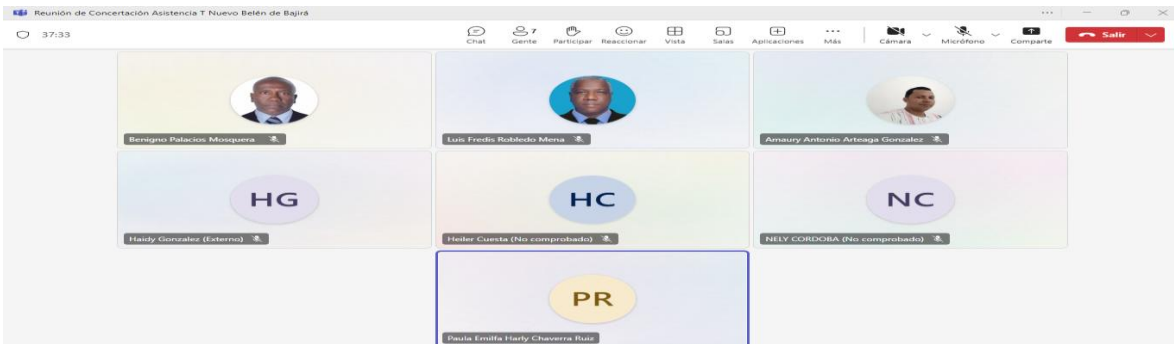 Reunión de Concertación Asistencia T Nuevo Belén de Bajirá
37:33
Chat
Gente 7
Participar
Reaccionar
Vista
Salas
Aplicaciones
Más
Cámara
Micrófono
Comparte
Salir
Benigno Palacios Mosquera
Luis Fredis Robledo Mena
Amaury Antonio Arteaga Gonzalez
HG
Haidy Gonzalez (Externo)
HC
Heiler Cuesta (No comprobado)
NC
NELY CORDOBA (No comprobado)
PR
Paula Emilfa Harly Chaverra Ruiz